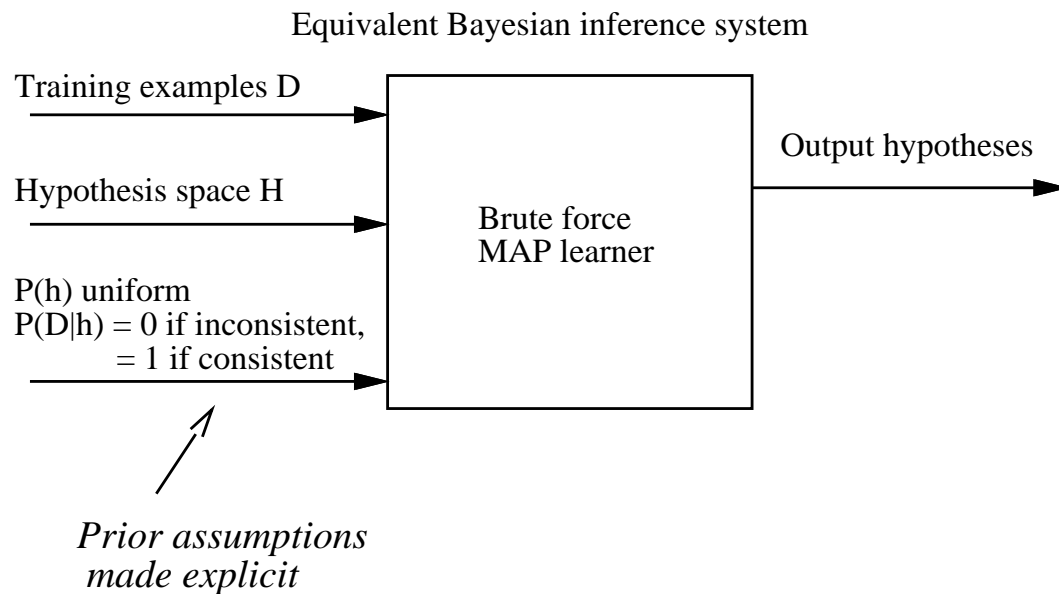 Equivalent Bayesian inference system
Training examples D
Output hypotheses
Hypothesis space H
Brute force
MAP learner
P(h) uniform
P(D|h) = 0 if inconsistent,
= 1 if consistent
Prior assumptions
made explicit